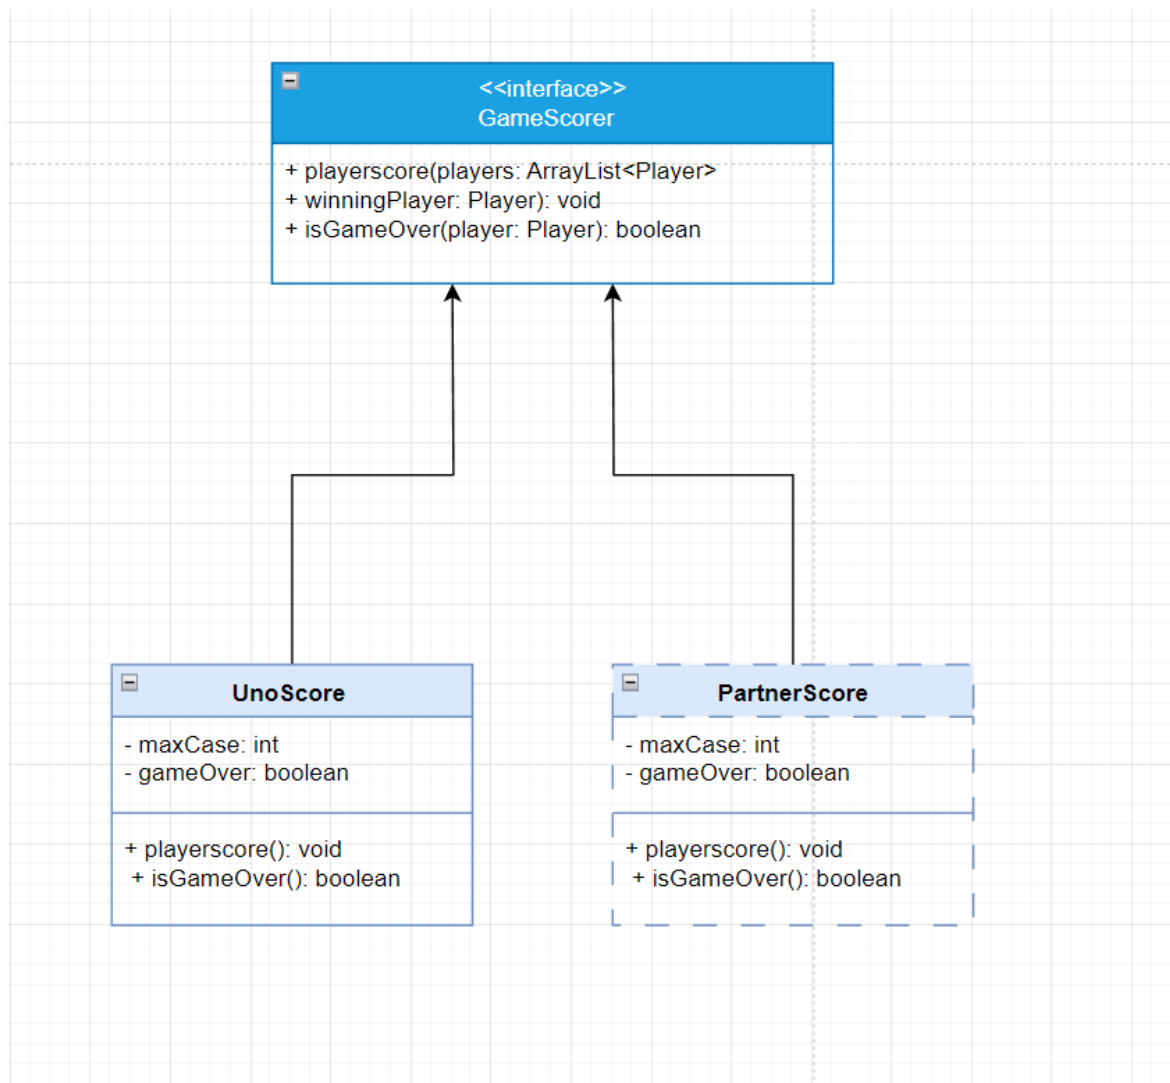 <<interface>>
GameScorer
+ playerscore(players: ArrayList<Player>
+ winningPlayer: Player): void
+ isGameOver(player: Player): boolean
UnoScore
- maxCase: int
- gameOver: boolean
+ playerscore(): void
+ isGameOver(): boolean
PartnerScore
- maxCase: int
- gameOver: boolean
+ playerscore(): void
+ isGameOver(): boolean